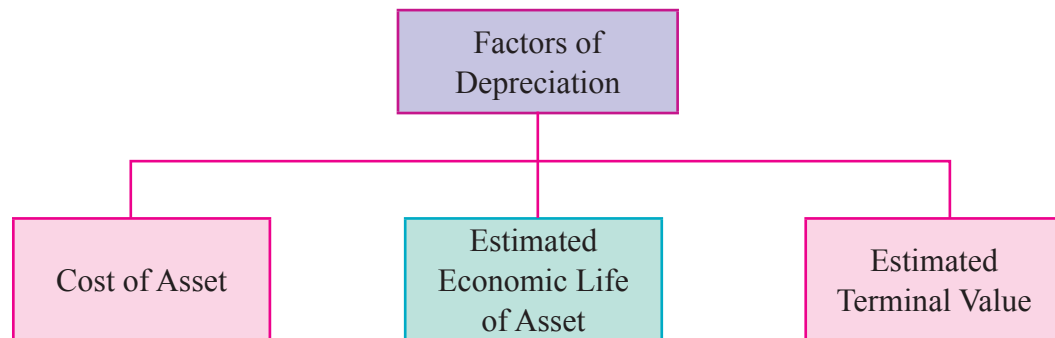 Factors of
Depreciation
Cost of Asset
Estimated
Economic Life
of Asset
Estimated
Terminal Value